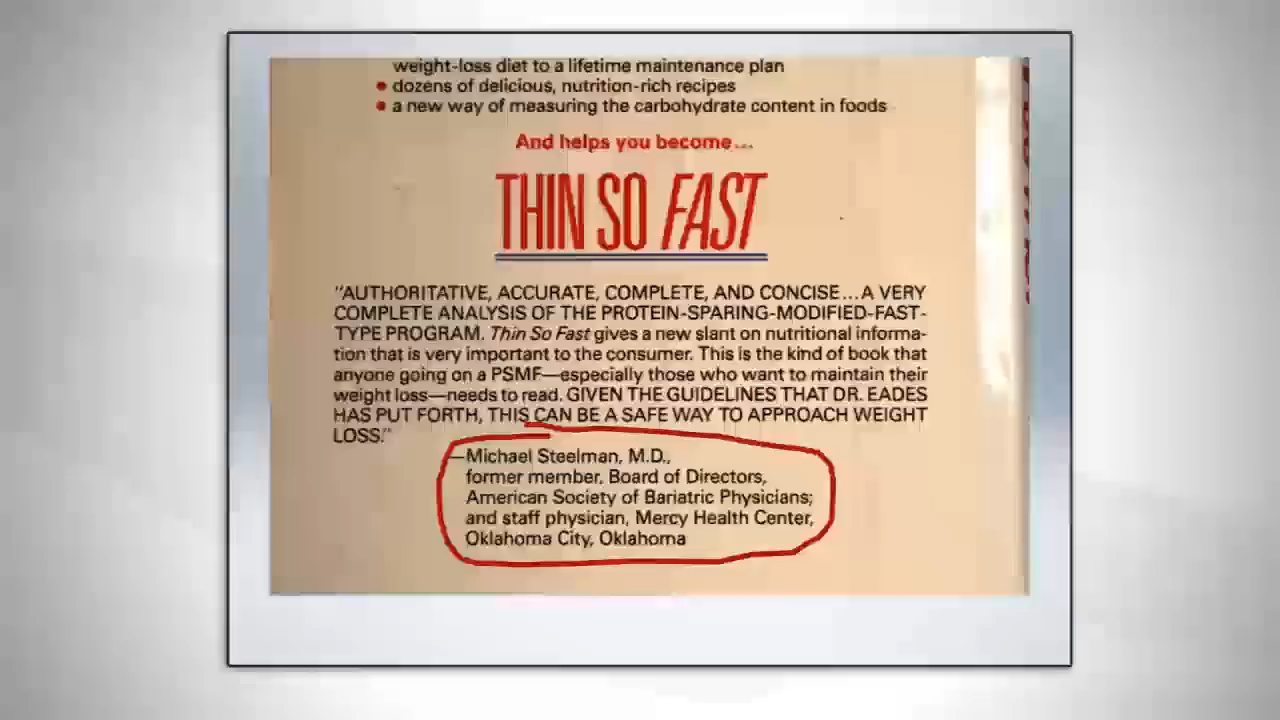 weight-loss diet to a lifetime maintenance plan
• dozens of delicious, nutrition-rich recipes
• a new way of measuring the carbohydrate content in foods
And helps you become...
THIN SO FAST
"AUTHORITATIVE, ACCURATE, COMPLETE, AND CONCISE...A VERY
COMPLETE ANALYSIS OF THE PROTEIN-SPARING-MODIFIED-FAST-
TYPE PROGRAM. Thin So Fast gives a new slant on nutritional informa-
tion that is very important to the consumer. This is the kind of book that
anyone going on a PSMF—especially those who want to maintain their
weight loss—needs to read. GIVEN THE GUIDELINES THAT DR. EADES
HAS PUT FORTH, THIS CAN BE A SAFE WAY TO APPROACH WEIGHT
LOSS."
—Michael Steelman, M.D.,
former member, Board of Directors,
American Society of Bariatric Physicians;
and staff physician, Mercy Health Center,
Oklahoma City, Oklahoma